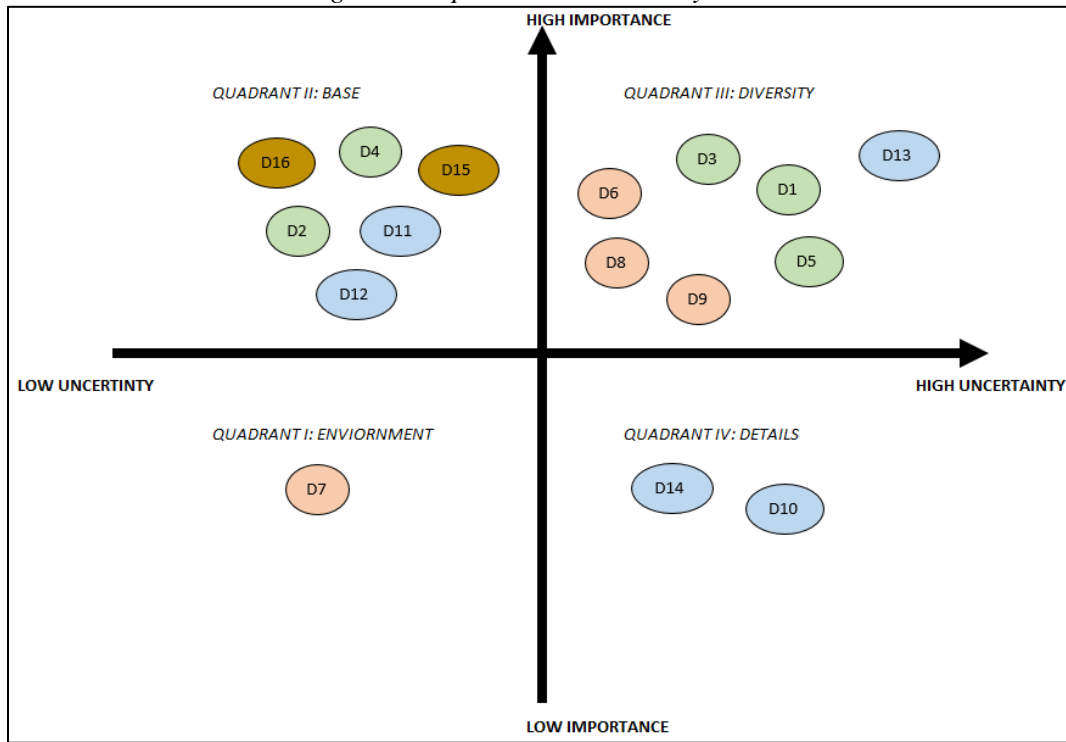 HIGH IMPORTANCE
QUADRANT II: BASE
QUADRANT III: DIVERSITY
D16
D4
D15
D3
D13
D6
D1
D2
D11
D8
D5
D12
D9
LOW UNCERTINTY
HIGH UNCERTAINTY
QUADRANT I: ENVIORNMENT
QUADRANT IV: DETAILS
D7
D14
D10
LOW IMPORTANCE